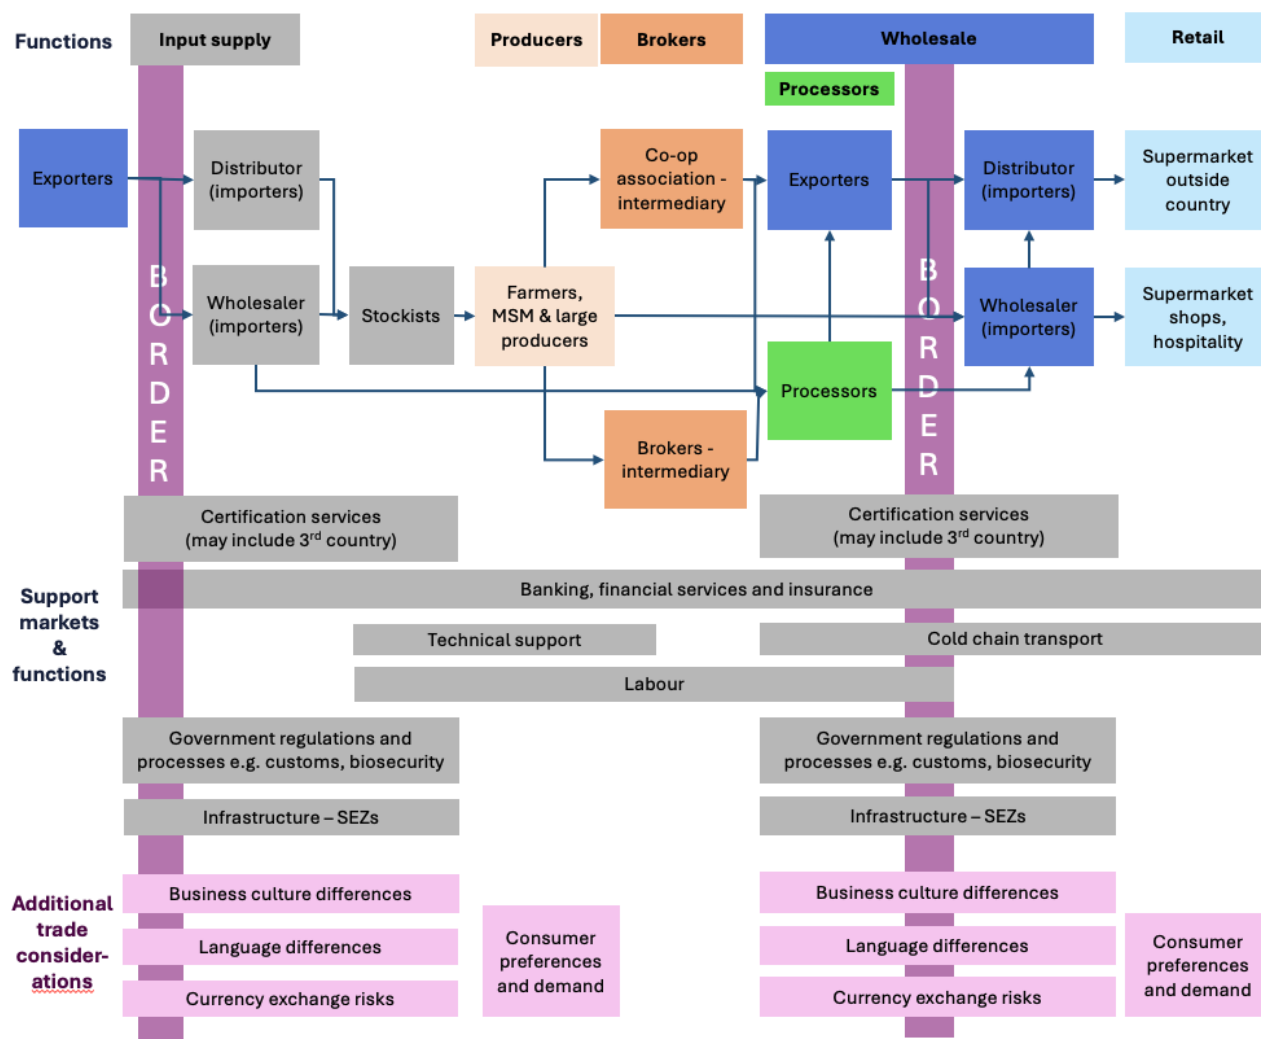 Functions
Input supply
Producers
Brokers
Wholesale
Retail
Processors
Exporters
Distributor
(importers)
Co-op
association -
intermediary
Exporters
Distributor
(importers)
Supermarket
outside
country
Wholesaler
(importers)
Stockists
Farmers,
MSM & large
producers
Wholesaler
(importers)
Supermarket
shops,
hospitality
Processors
Brokers -
intermediary
BORDER
BORDER
Certification services
(may include 3rd country)
Certification services
(may include 3rd country)
Support
markets
&
functions
Banking, financial services and insurance
Technical support
Cold chain transport
Labour
Government regulations and
processes e.g. customs, biosecurity
Government regulations and
processes e.g. customs, biosecurity
Infrastructure – SEZs
Infrastructure – SEZs
Additional
trade
consider-
ations
Business culture differences
Language differences
Currency exchange risks
Consumer
preferences
and demand
Business culture differences
Language differences
Currency exchange risks
Consumer
preferences
and demand